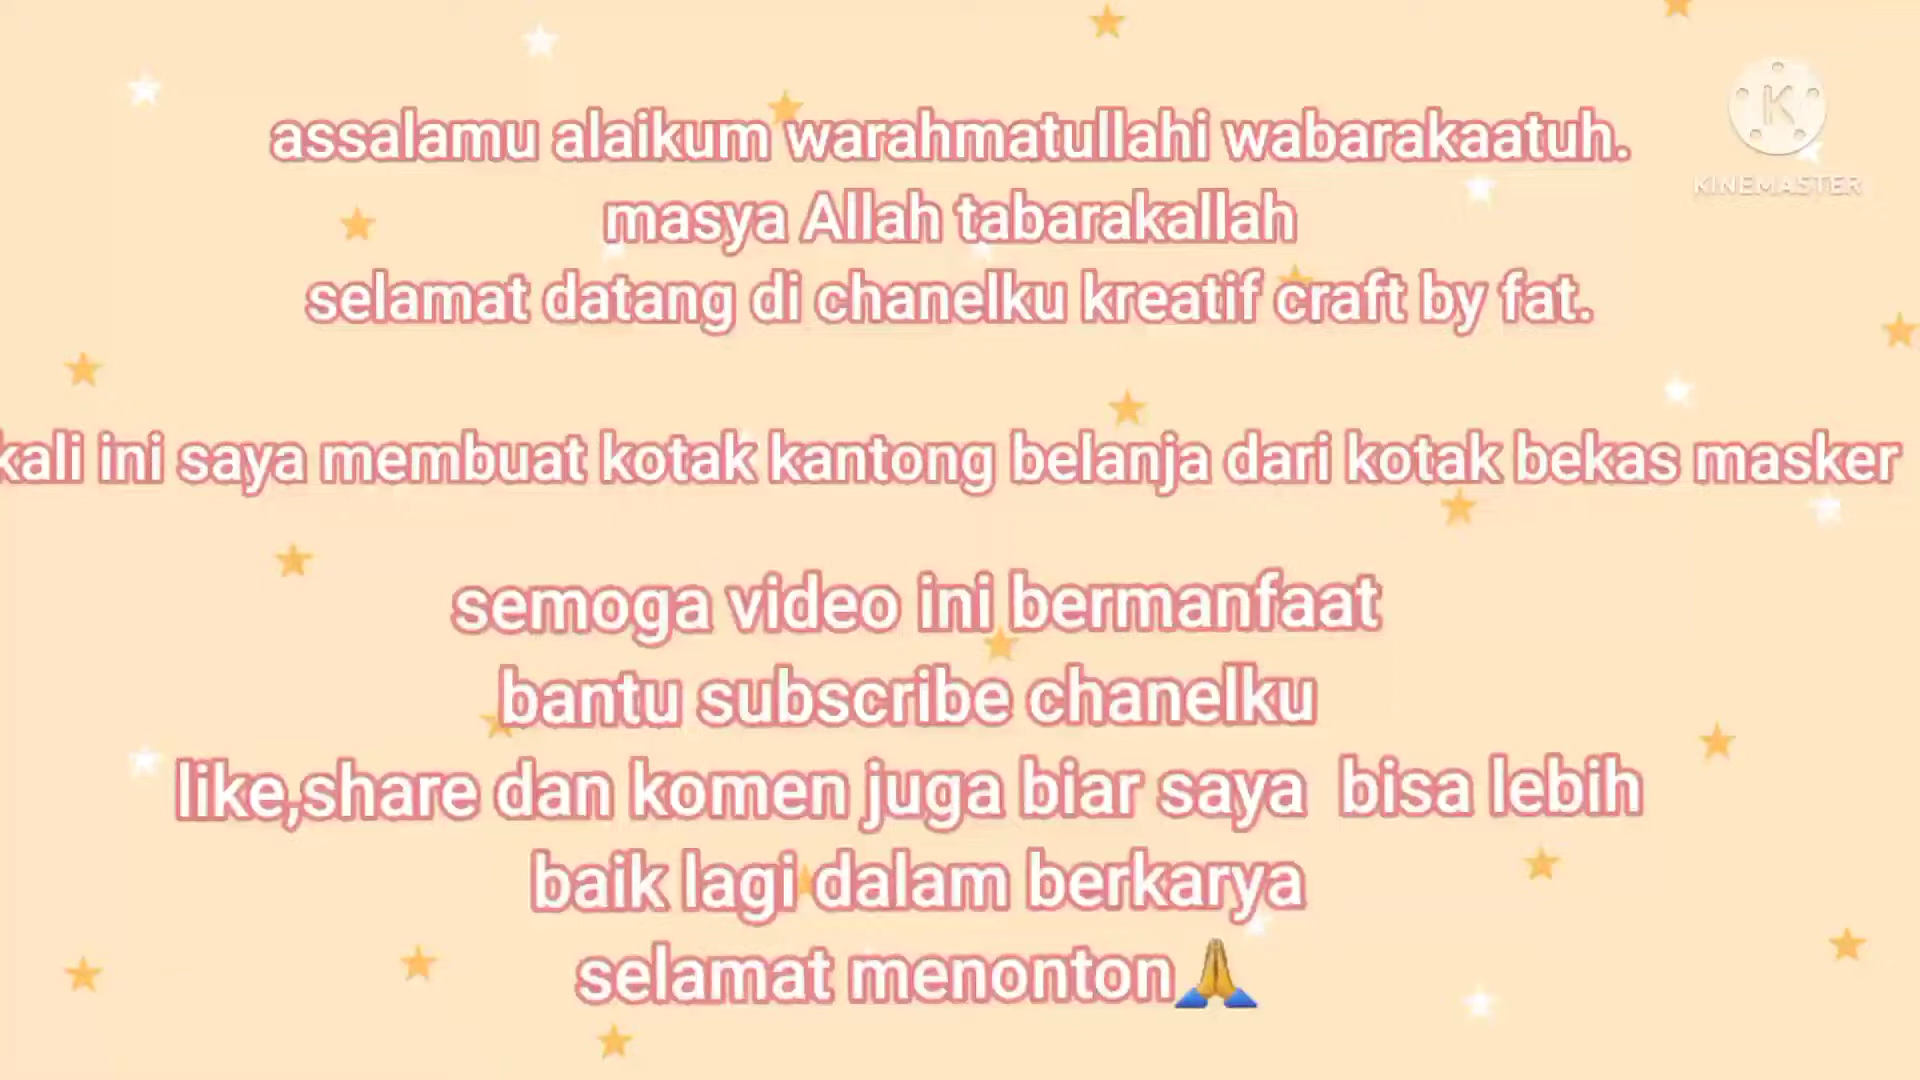 assalamu alaikum warahmatullahi wabarakaatuh.
masya Allah tabarakallah
selamat datang di chanelku kreatif craft by fat.
kali ini saya membuat kotak kantong belanja dari kotak bekas masker
semoga video ini bermanfaat
bantu subscribe chanelku
like,share dan komen juga biar saya  bisa lebih
baik lagi dalam berkarya
selamat menonton🙏
K
KINEMASTER